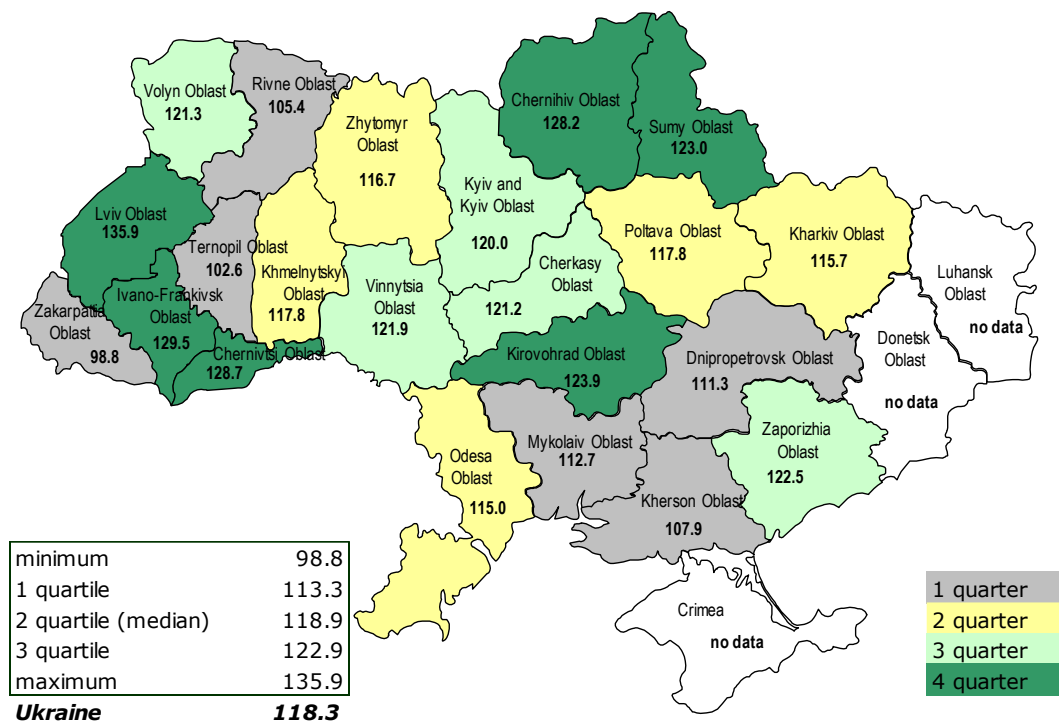 Volyn Oblast
121.3
Rivne Oblast
105.4
Zhytomyr
Oblast
116.7
Chernihiv Oblast
128.2
Sumy Oblast
123.0
Kyiv and
Kyiv Oblast
120.0
Lviv Oblast
135.9
Ternopil Oblast
102.6
Khmelnytskyi
Oblast
117.8
Poltava Oblast
117.8
Kharkiv Oblast
115.7
Luhansk
Oblast
no data
Cherkasy
Oblast
121.2
Vinnytsia
Oblast
121.9
Zakarpattia
Oblast
98.8
Ivano-Frankivsk
Oblast
129.5
Chernivtsi Oblast
128.7
Kirovohrad Oblast
123.9
Dnipropetrovsk Oblast
111.3
Donetsk
Oblast
no data
Odesa
Oblast
115.0
Mykolaiv Oblast
112.7
Zaporizhia
Oblast
122.5
Kherson Oblast
107.9
Crimea
no data
minimum 98.8
1 quartile 113.3
2 quartile (median) 118.9
3 quartile 122.9
maximum 135.9
Ukraine 118.3
1 quarter
2 quarter
3 quarter
4 quarter